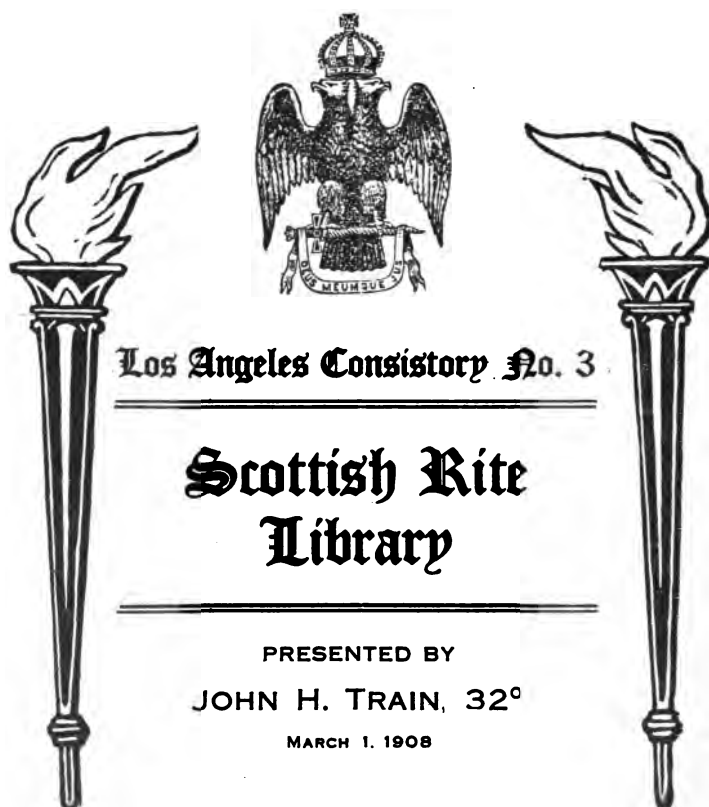 DEUS MEUMQUE JUS
Los Angeles Consistory No. 3
Scottish Rite
Library
PRESENTED BY
JOHN H. TRAIN, 32°
MARCH 1. 1908